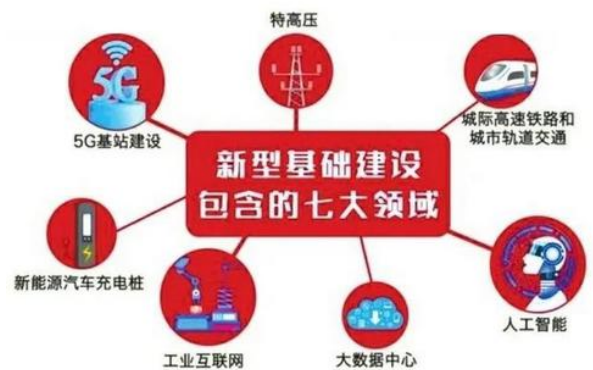 特高压
5G
5G基站建设
城际高速铁路和
城市轨道交通
新型基础建设
包含的七大领域
新能源汽车充电桩
人工智能
工业互联网
大数据中心